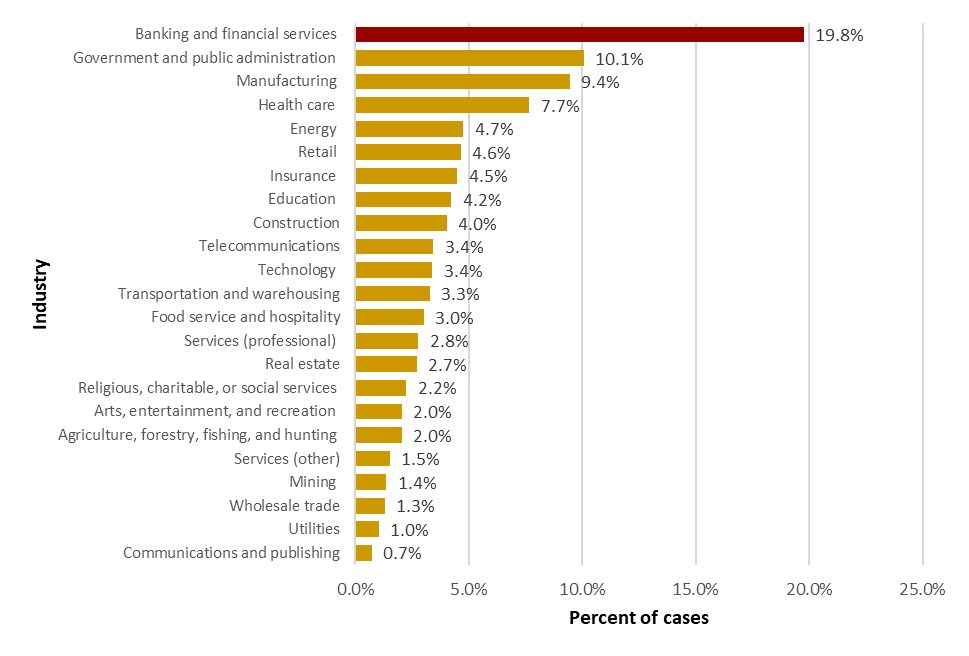 Banking and financial services 19.8%
Government and public administration 10.1%
Manufacturing 9.4%
Health care 7.7%
Energy 4.7%
Retail 4.6%
Insurance 4.5%
Education 4.2%
Construction 4.0%
Telecommunications 3.4%
Technology 3.4%
Transportation and warehousing 3.3%
Food service and hospitality 3.0%
Services (professional) 2.8%
Real estate 2.7%
Religious, charitable, or social services 2.2%
Arts, entertainment, and recreation 2.0%
Agriculture, forestry, fishing, and hunting 2.0%
Services (other) 1.5%
Mining 1.4%
Wholesale trade 1.3%
Utilities 1.0%
Communications and publishing 0.7%
Industry
0.0% 5.0% 10.0% 15.0% 20.0% 25.0%
Percent of cases